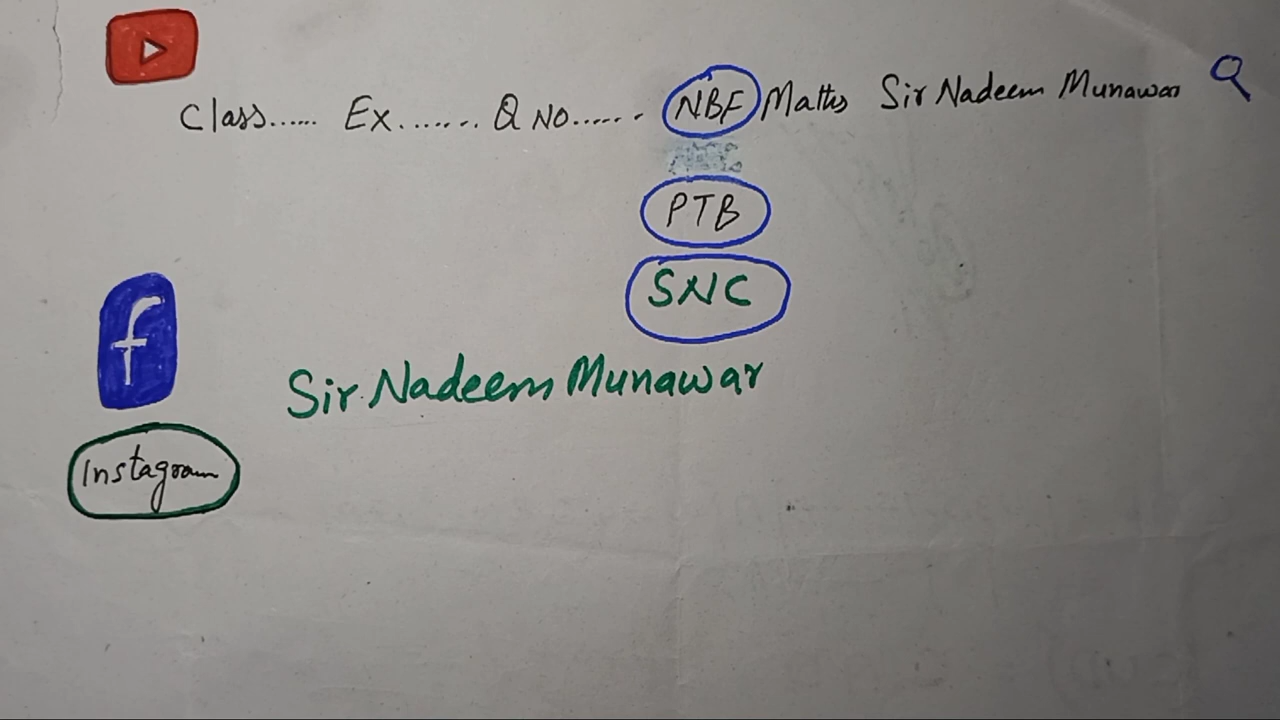 Class...... Ex........ Q No....... NBF Maths Sir Nadeem Munawar
PTB
SNC
f
Sir Nadeem Munawar
Instagram